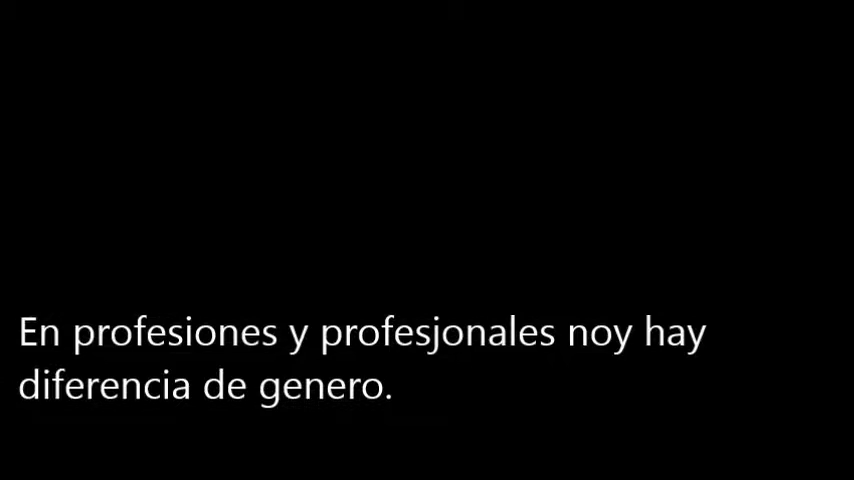 En profesiones y profesjonales noy hay
diferencia de genero.